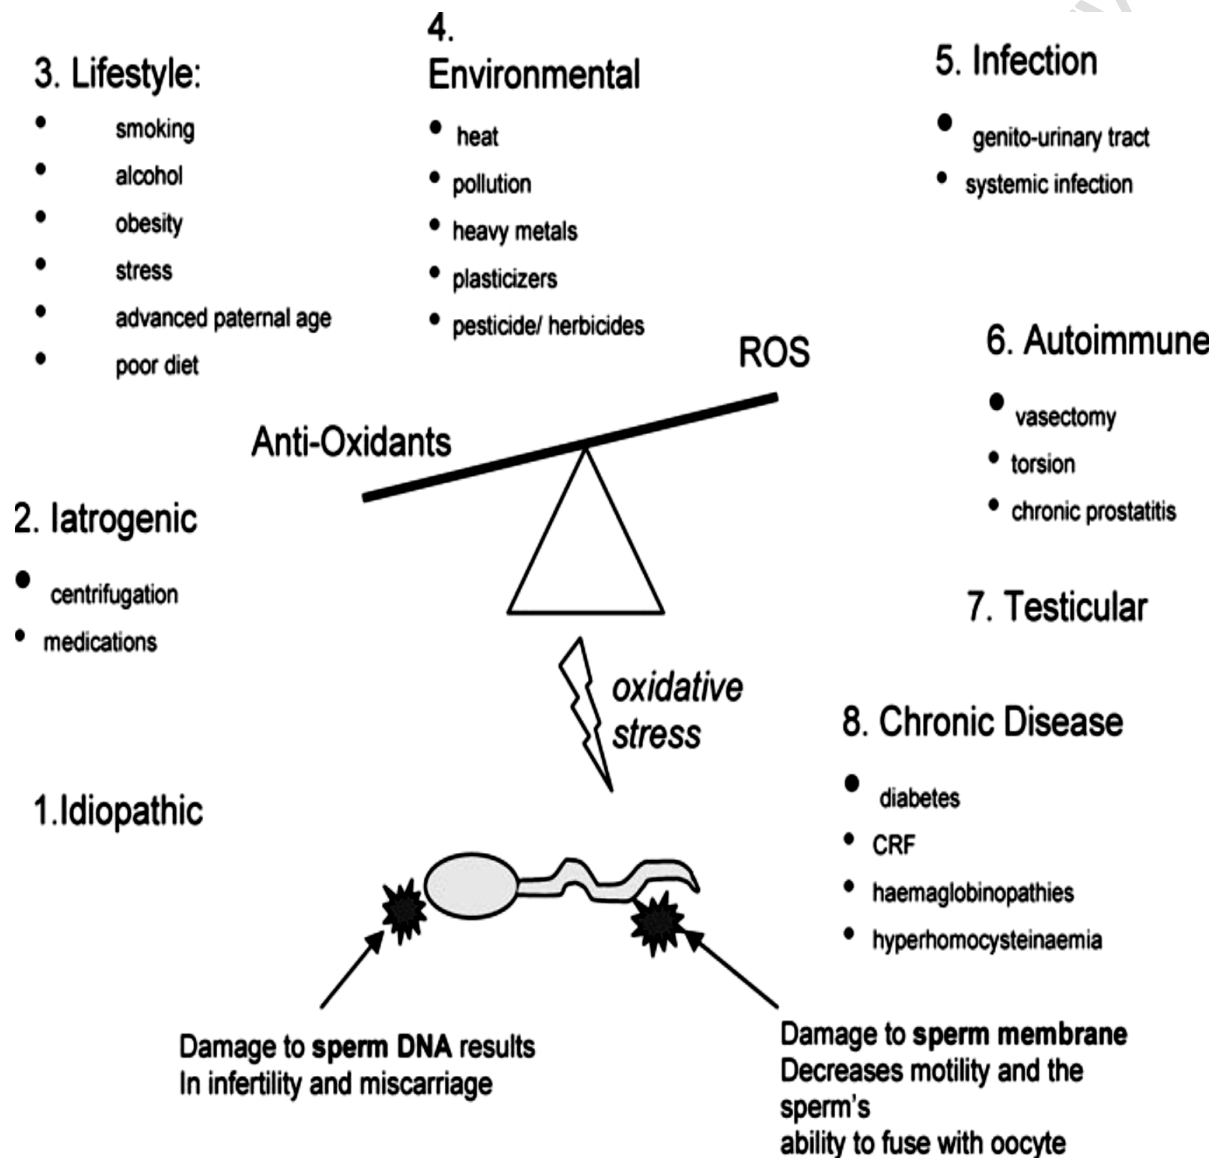 3. Lifestyle:
• smoking
• alcohol
• obesity
• stress
• advanced paternal age
• poor diet
4.
Environmental
• heat
• pollution
• heavy metals
• plasticizers
• pesticide/ herbicides
5. Infection
• genito-urinary tract
• systemic infection
ROS
Anti-Oxidants
6. Autoimmune
• vasectomy
• torsion
• chronic prostatitis
2. Iatrogenic
• centrifugation
• medications
7. Testicular
oxidative
stress
8. Chronic Disease
• diabetes
• CRF
• haemaglobinopathies
• hyperhomocysteinaemia
1.Idiopathic
Damage to sperm DNA results
In infertility and miscarriage
Damage to sperm membrane
Decreases motility and the
sperm's
ability to fuse with oocyte